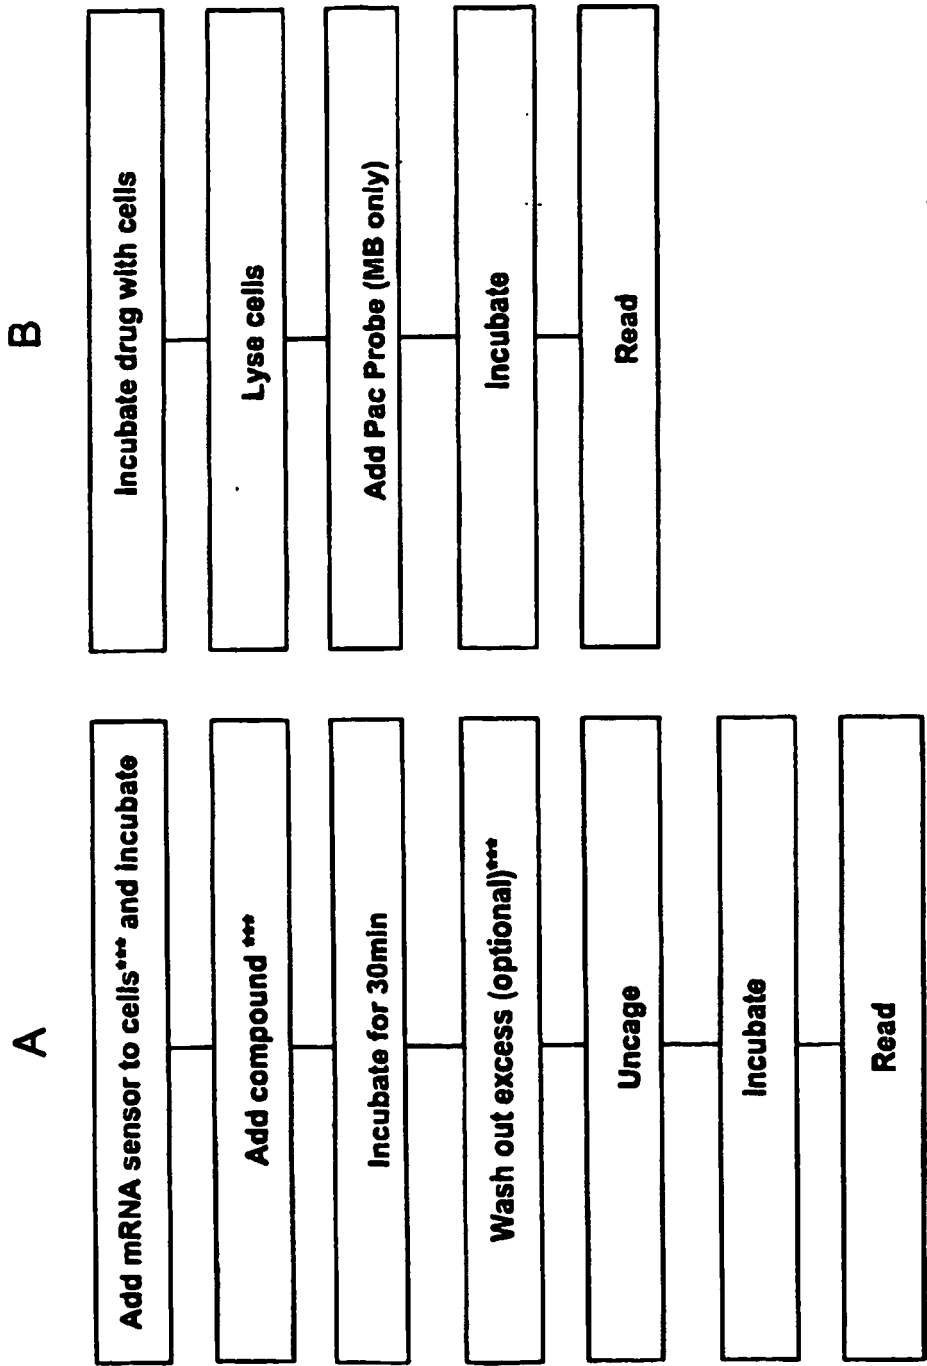 A
Add mRNA sensor to cells*** and incubate
Add compound ***
Incubate for 30min
Wash out excess (optional)***
Uncage
Incubate
Read
B
Incubate drug with cells
Lyse cells
Add Pac Probe (MB only)
Incubate
Read